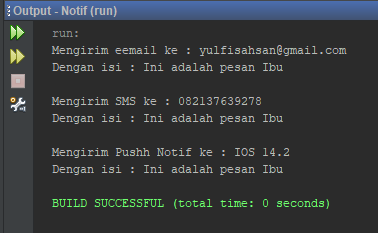 Output - Notif (run)
run:
Mengirim eemail ke : yulfisahsan@gmail.com
Dengan isi : Ini adalah pesan Ibu
Mengirim SMS ke : 082137639278
Dengan isi : Ini adalah pesan Ibu
Mengirim Pushh Notif ke : IOS 14.2
Dengan isi : Ini adalah pesan Ibu
BUILD SUCCESSFUL (total time: 0 seconds)